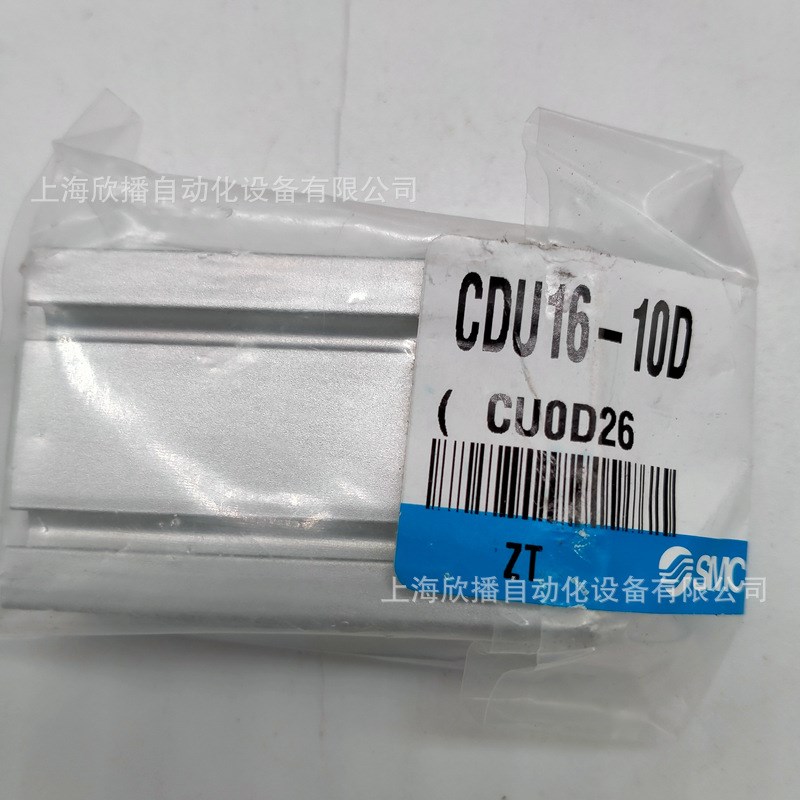 上海欣播自动化设备有限公司
CDU16-10D
( CU0D26
ZT
SMC
上海欣播自动化设备有限公司